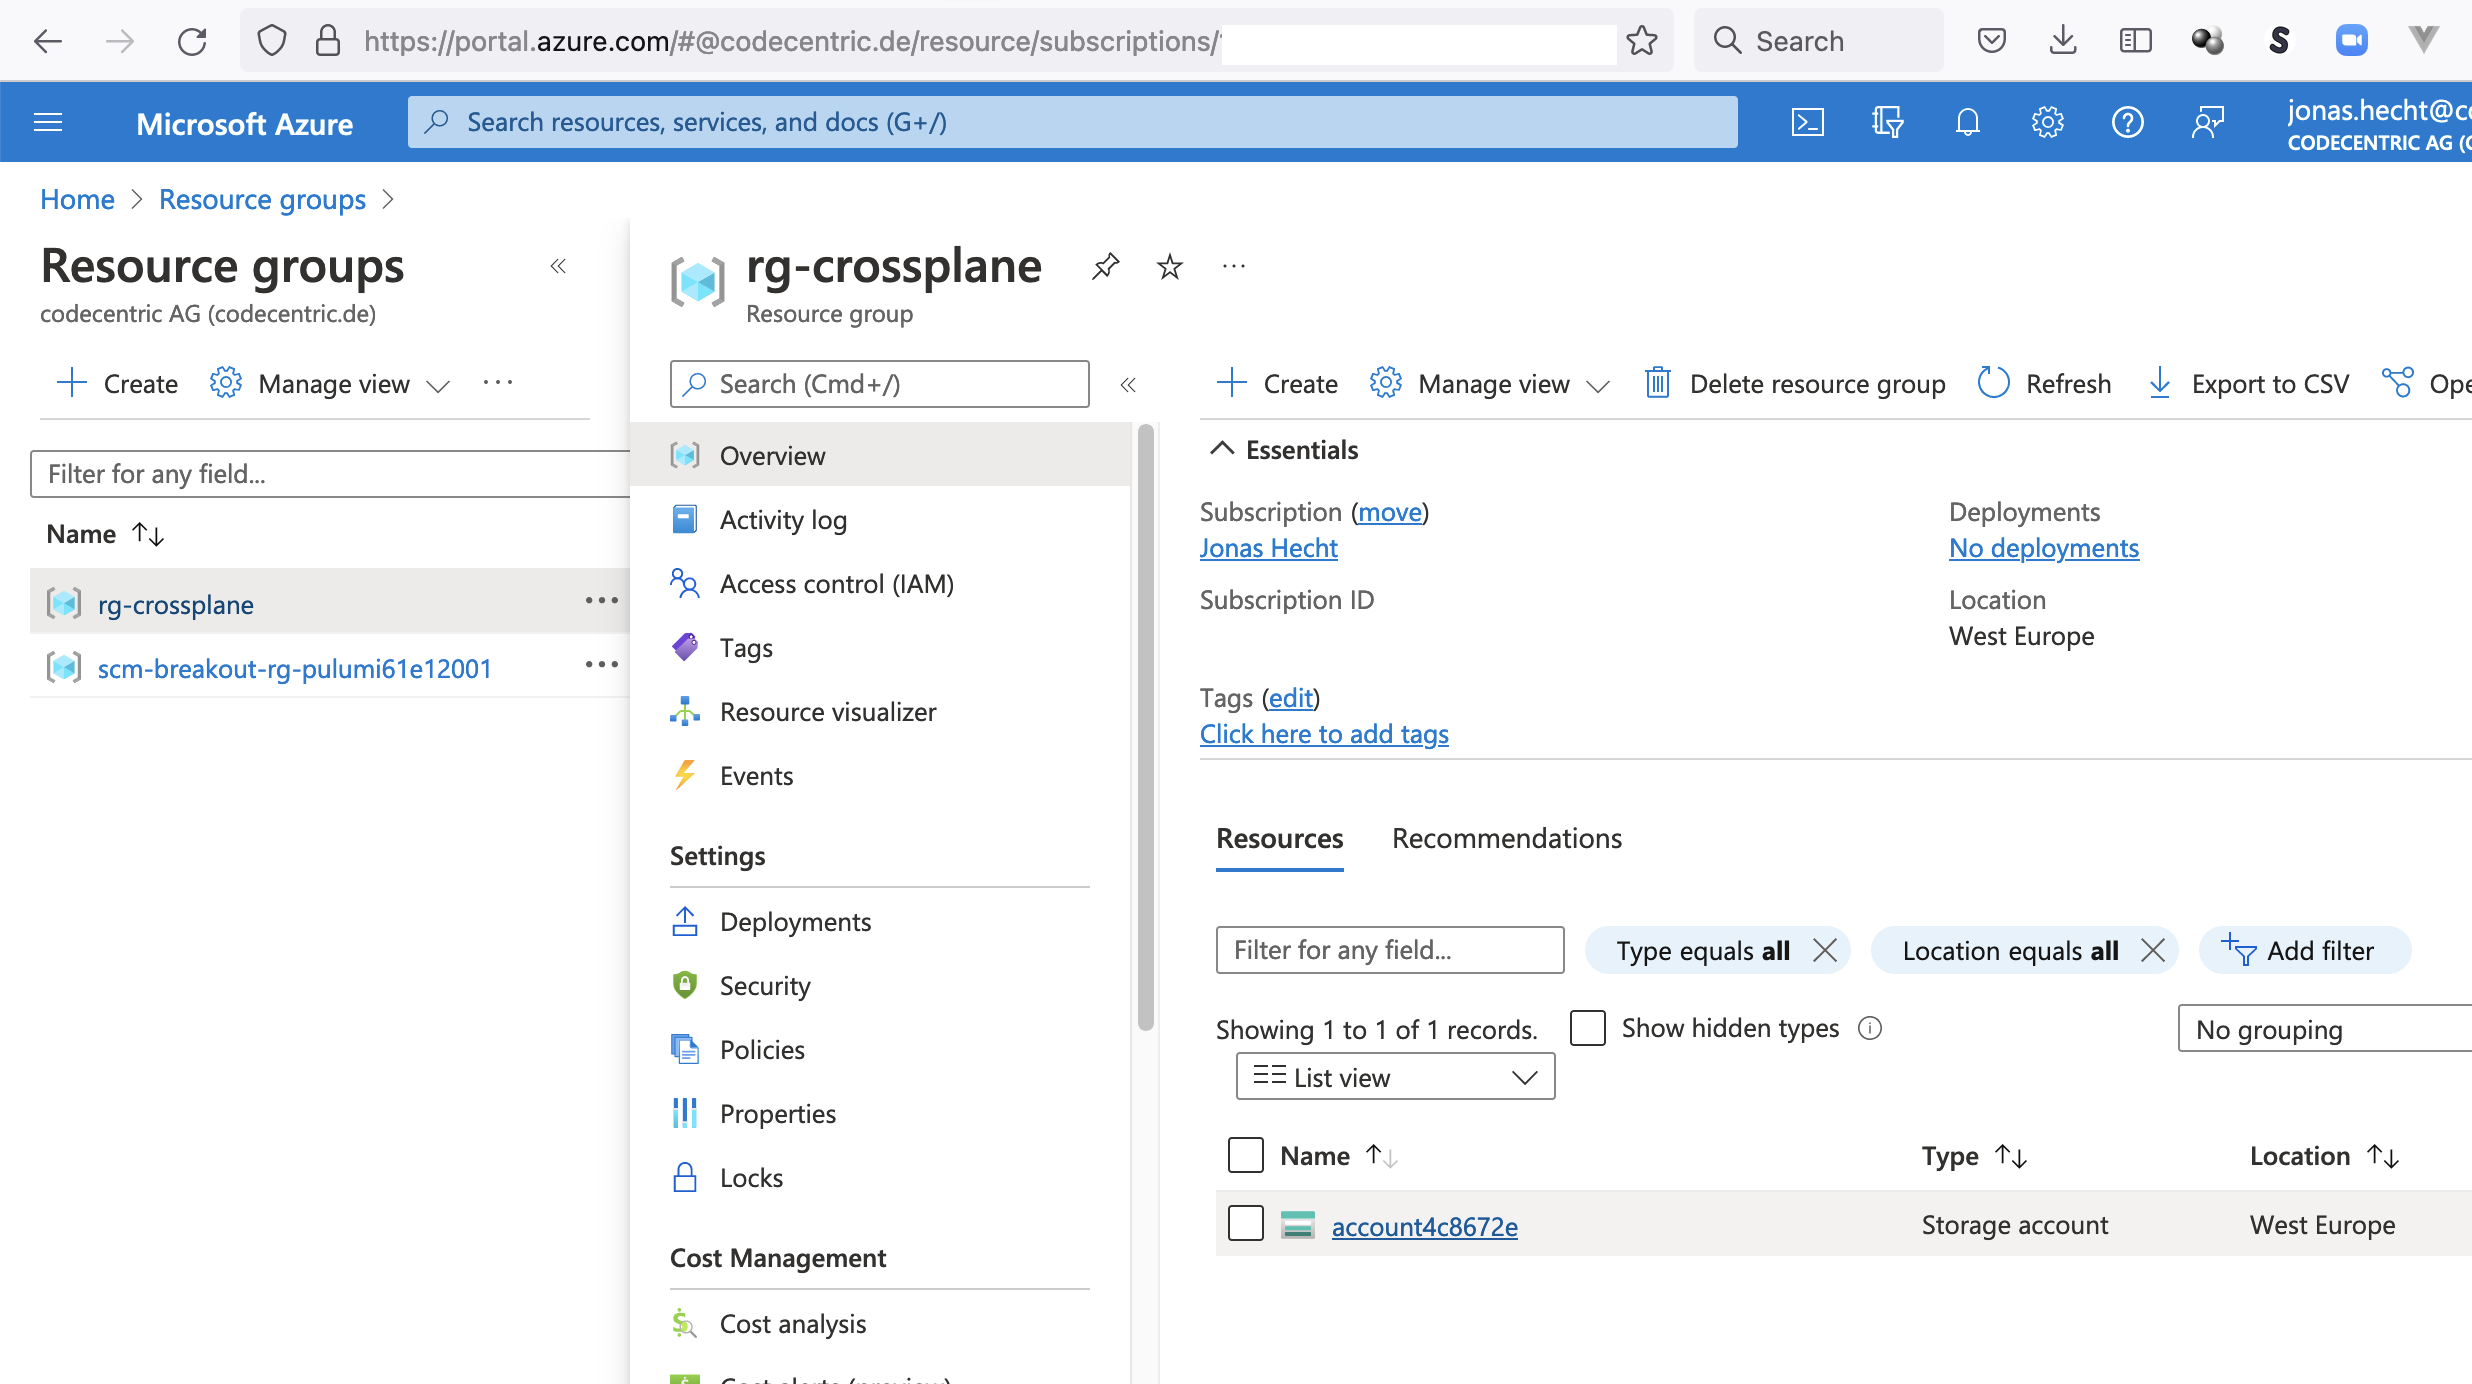 https://portal.azure.com/#@codecentric.de/resource/subscriptions/
Search
Microsoft Azure
Search resources, services, and docs (G+/)
jonas.hecht@co
CODECENTRIC AG (
Home
Resource groups
Resource groups
codecentric AG (codecentric.de)
Create
Manage view
Filter for any field...
Name
rg-crossplane
scm-breakout-rg-pulumi61e12001
rg-crossplane
Resource group
Search (Cmd+/)
Overview
Activity log
Access control (IAM)
Tags
Resource visualizer
Events
Settings
Deployments
Security
Policies
Properties
Locks
Cost Management
Cost analysis
Cost alerts (preview)
Create
Manage view
Delete resource group
Refresh
Export to CSV
Ope
Essentials
Subscription (move)
Jonas Hecht
Subscription ID
Deployments
No deployments
Location
West Europe
Tags (edit)
Click here to add tags
Resources
Recommendations
Filter for any field...
Type equals all
Location equals all
Add filter
Showing 1 to 1 of 1 records.
Show hidden types
No grouping
List view
Name
Type
Location
account4c8672e
Storage account
West Europe